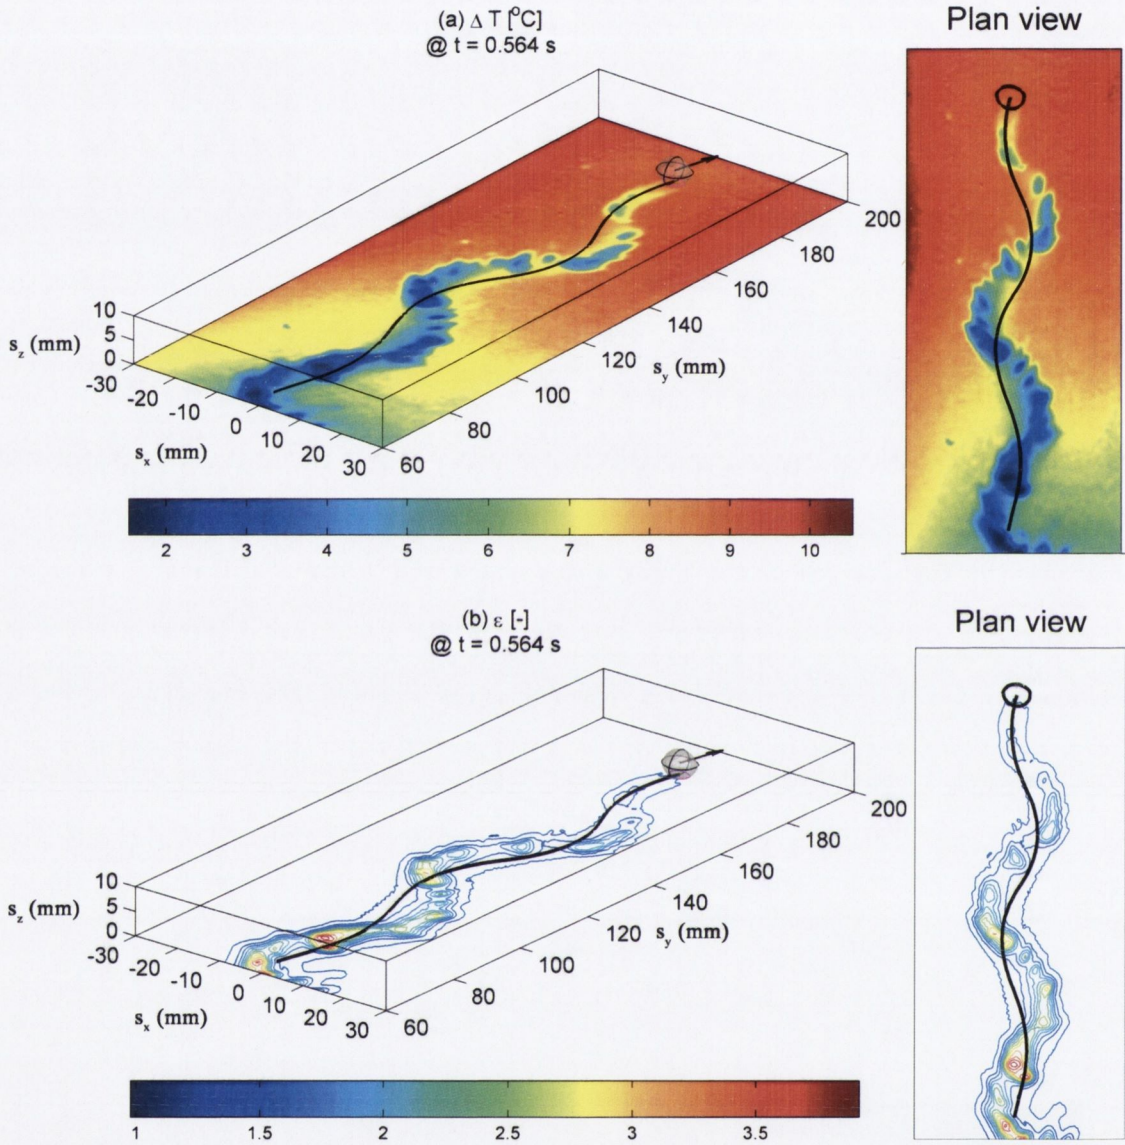 (a) Δ T [°C]
@ t = 0.564 s
Plan view
200
180
160
140
120
100
80
60
s_y (mm)
10
5
0
s_z (mm)
-30
-20
-10
0
10
20
30
s_x (mm)
2 3 4 5 6 7 8 9 10
(b) ε [-]
@ t = 0.564 s
Plan view
200
180
160
140
120
100
80
60
s_y (mm)
10
5
0
s_z (mm)
-30
-20
-10
0
10
20
30
s_x (mm)
1 1.5 2 2.5 3 3.5